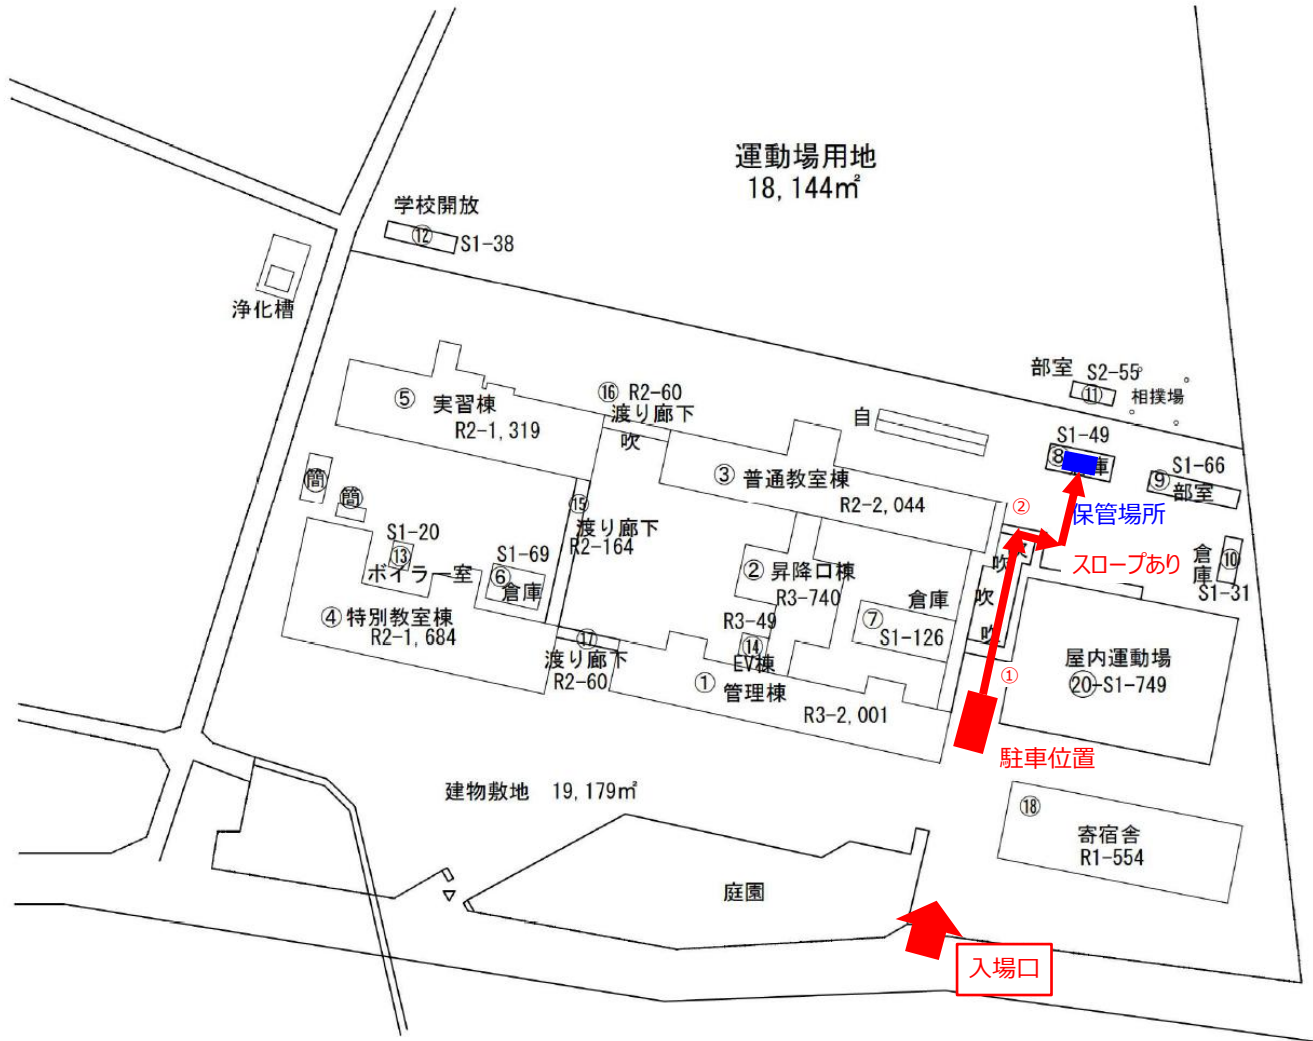 運動場用地
18,144㎡
学校開放
⑫
S1-38
浄化槽
部室 S2-55
⑪
相撲場
⑯ R2-60
渡り廊下
吹
自
S1-49
⑧
庫
S1-66
⑨
部室
⑤
実習棟
R2-1,319
③ 普通教室棟
R2-2,044
②
保管場所
簡
簡
⑮
渡り廊下
R2-164
S1-20
⑬
ボイラー室
S1-69
⑥
倉庫
② 昇降口棟
R3-740
吹
吹
吹
スロープあり
倉庫
⑩
S1-31
④ 特別教室棟
R2-1,684
倉庫
⑦
S1-126
R3-49
⑭
EV棟
⑰
渡り廊下
R2-60
① 管理棟
R3-2,001
①
屋内運動場
⑳-S1-749
駐車位置
建物敷地 19,179㎡
⑱
寄宿舎
R1-554
庭園
入場口